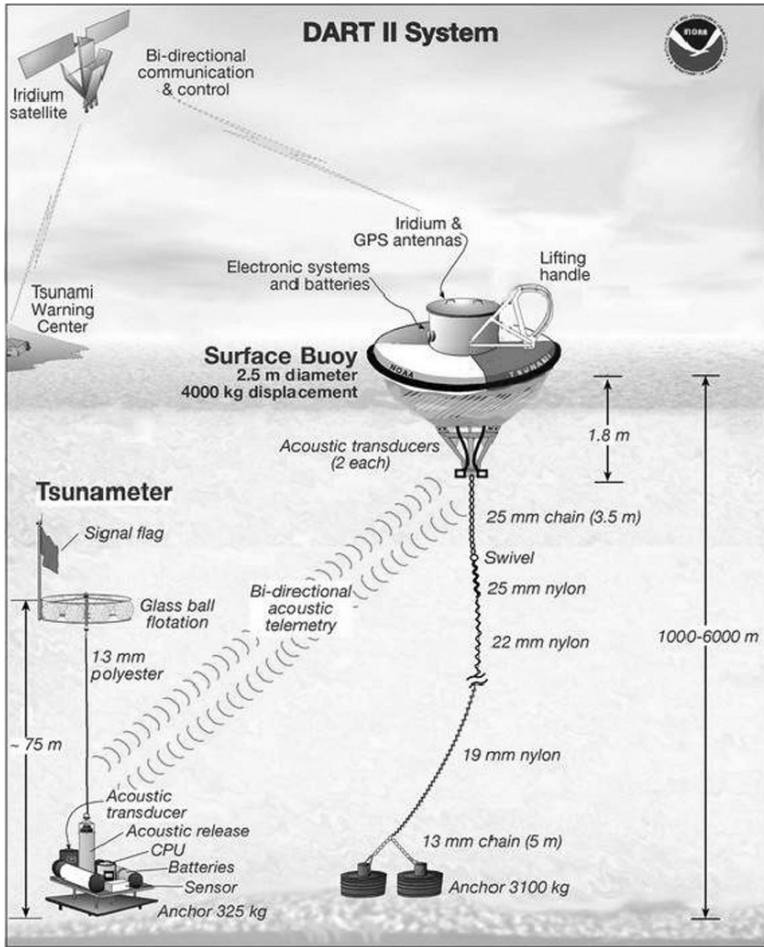 DART II System
NOAA
Bi-directional
communication
& control
Iridium
satellite
Iridium &
GPS antennas
Electronic systems
and batteries
Lifting
handle
Tsunami
Warning
Center
Surface Buoy
2.5 m diameter
4000 kg displacement
NOAA
TSUNAMI
1.8 m
Acoustic transducers
(2 each)
Tsunameter
Signal flag
25 mm chain (3.5 m)
Swivel
25 mm nylon
Glass ball
flotation
Bi-directional
acoustic
telemetry
22 mm nylon
1000-6000 m
13 mm
polyester
~ 75 m
19 mm nylon
Acoustic
transducer
Acoustic release
CPU
Batteries
Sensor
Anchor 325 kg
13 mm chain (5 m)
Anchor 3100 kg